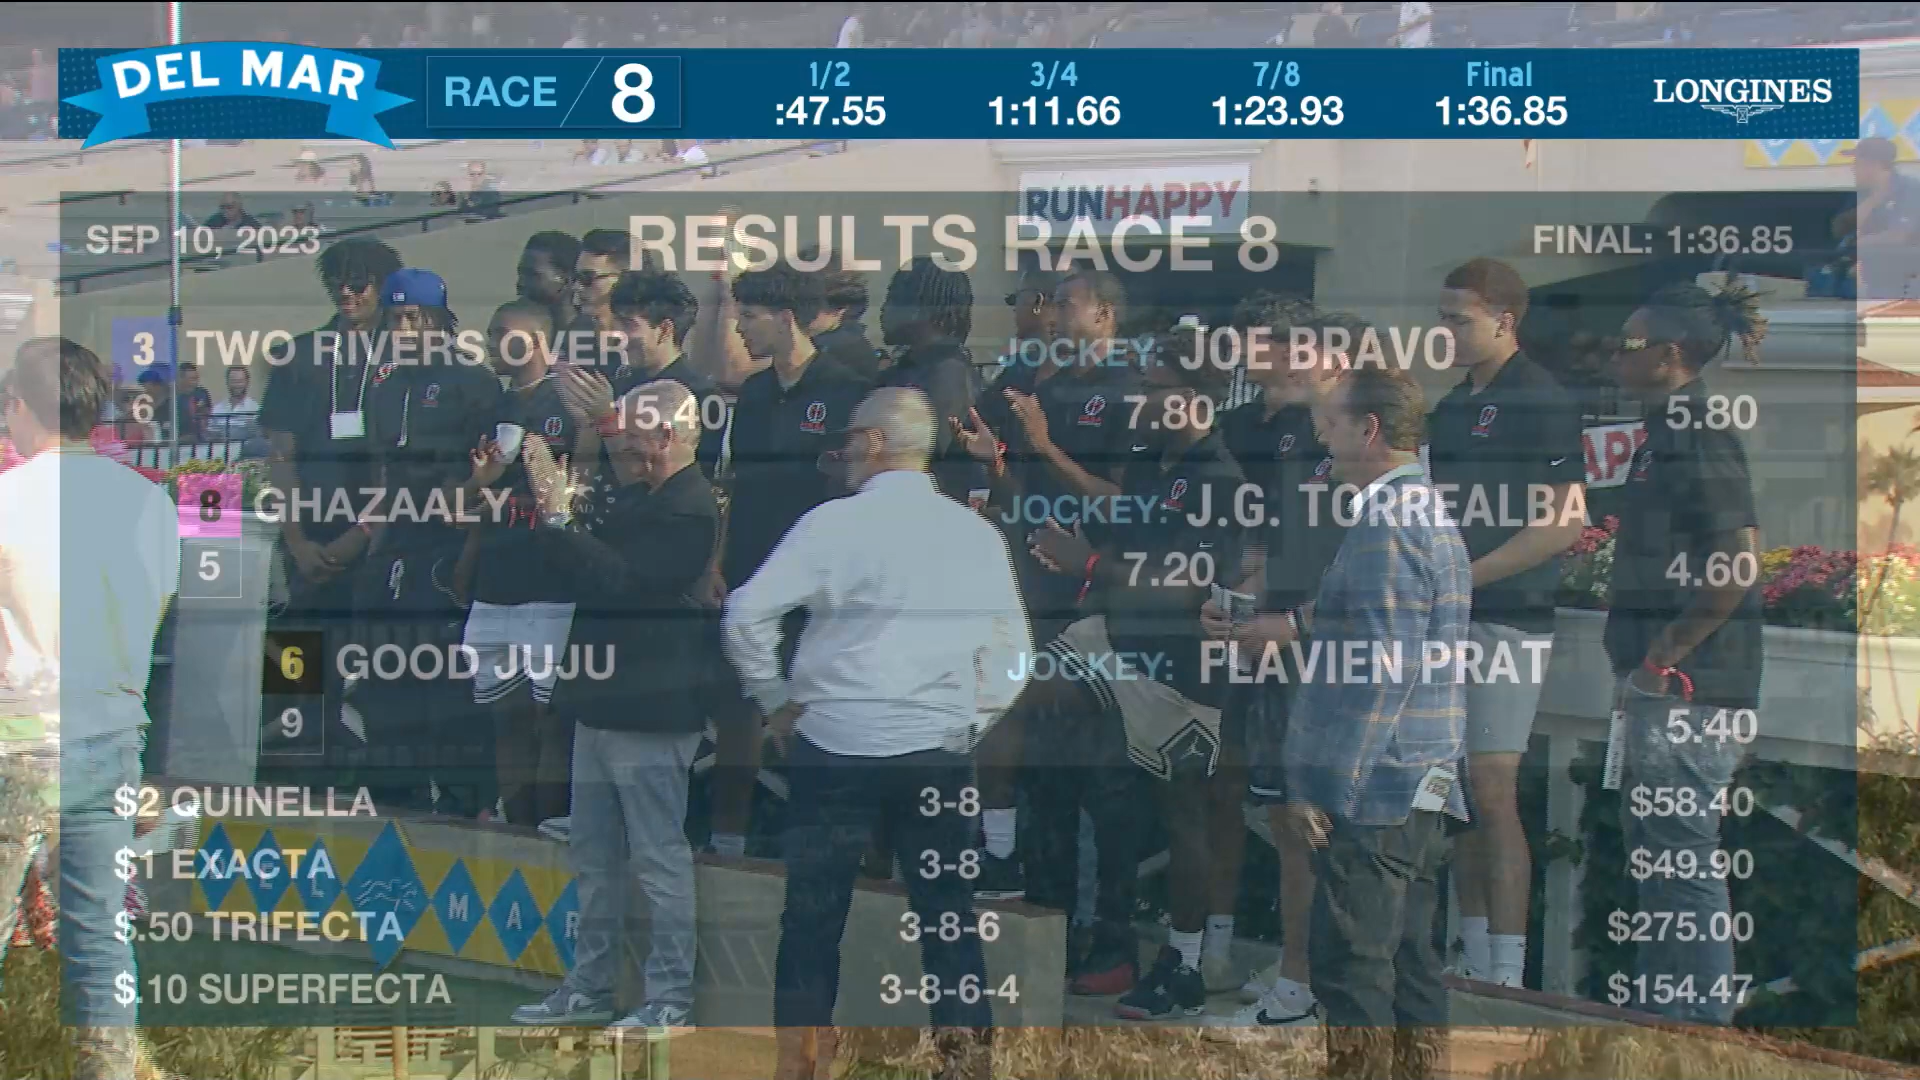 DEL MAR
RACE / 8
1/2 3/4 7/8 Final
:47.55 1:11.66 1:23.93 1:36.85
LONGINES
RUNHAPPY
SEP 10, 2023 RESULTS RACE 8 FINAL: 1:36.85
3 TWO RIVERS OVER JOCKEY: JOE BRAVO
6 15.40 7.80 5.80
8 GHAZAALY JOCKEY: J.G. TORREALBA
5 7.20 4.60
6 GOOD JUJU JOCKEY: FLAVIEN PRAT
9 5.40
$2 QUINELLA 3-8 $58.40
$1 EXACTA 3-8 $49.90
$.50 TRIFECTA 3-8-6 $275.00
$.10 SUPERFECTA 3-8-6-4 $154.47
DEL MAR